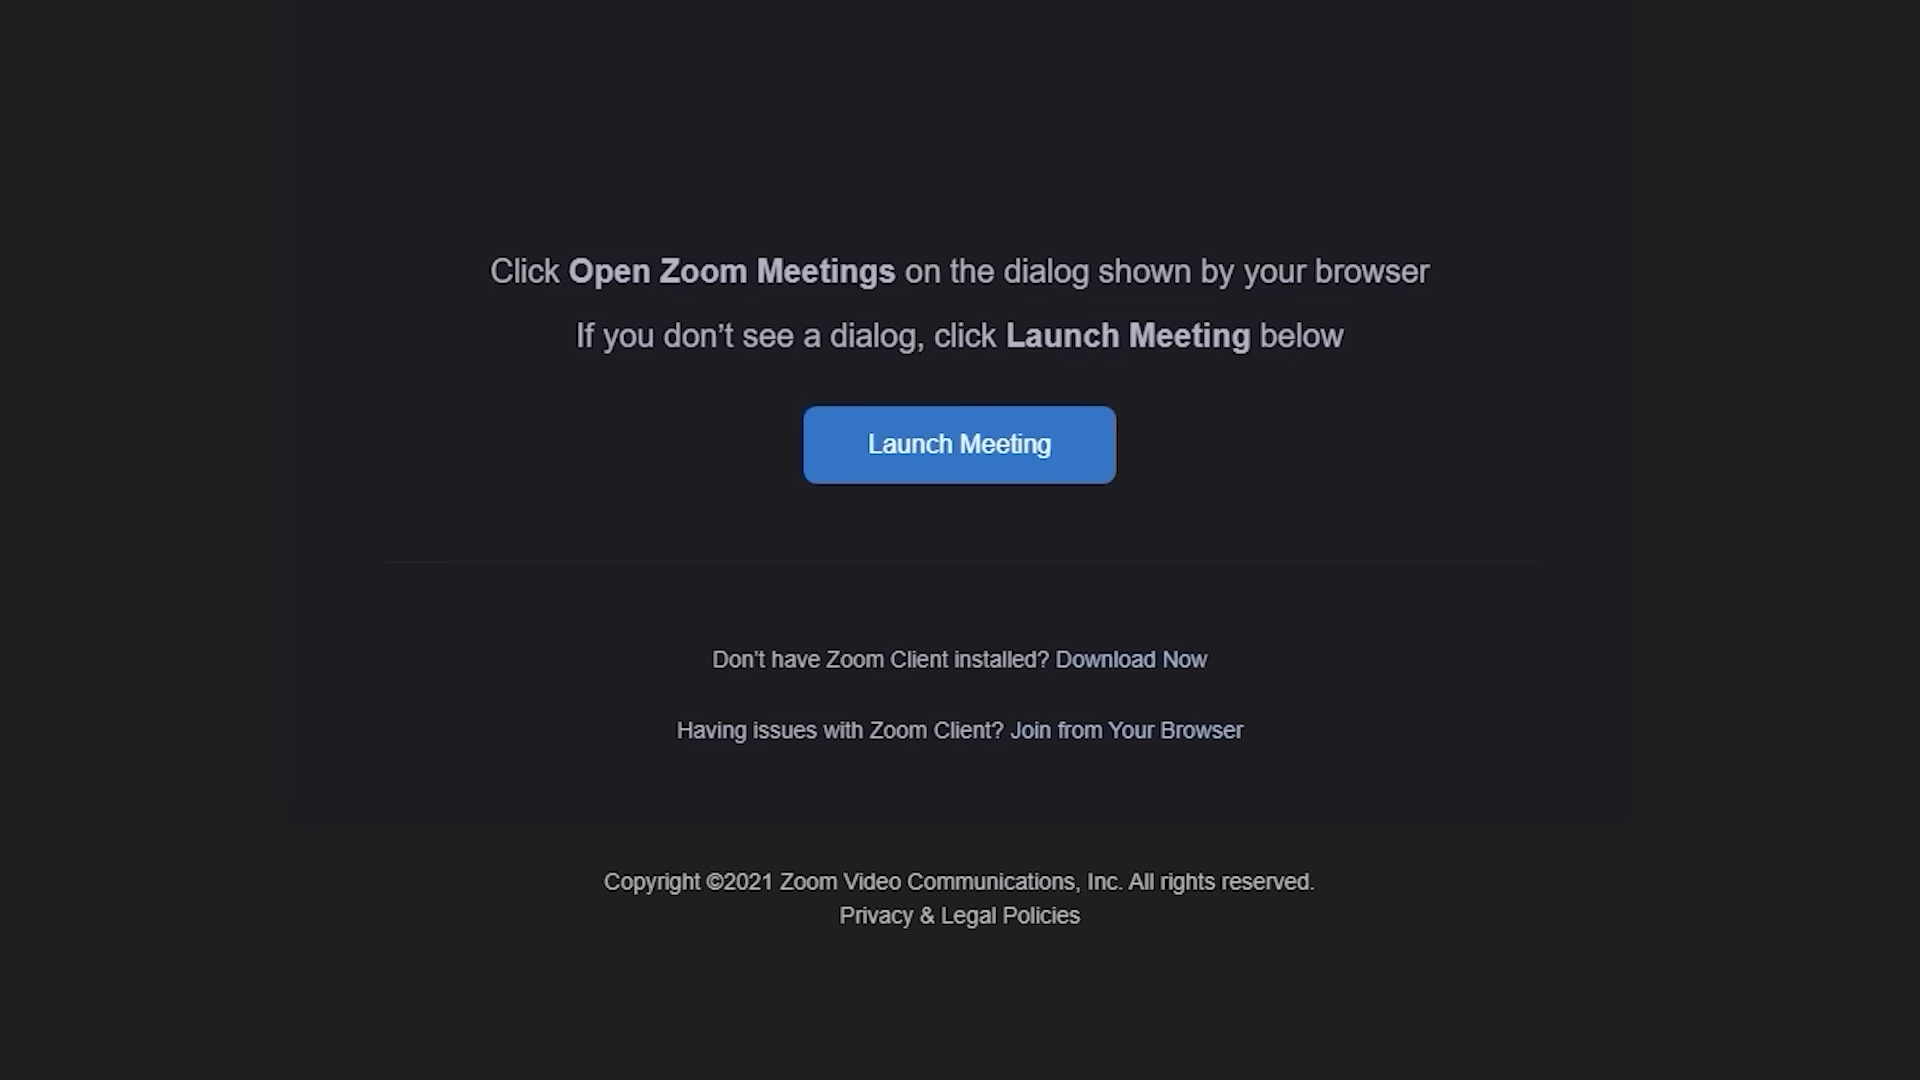 Click Open Zoom Meetings on the dialog shown by your browser
If you don’t see a dialog, click Launch Meeting below
Launch Meeting
Don’t have Zoom Client installed? Download Now
Having issues with Zoom Client? Join from Your Browser
Copyright ©2021 Zoom Video Communications, Inc. All rights reserved.
Privacy & Legal Policies